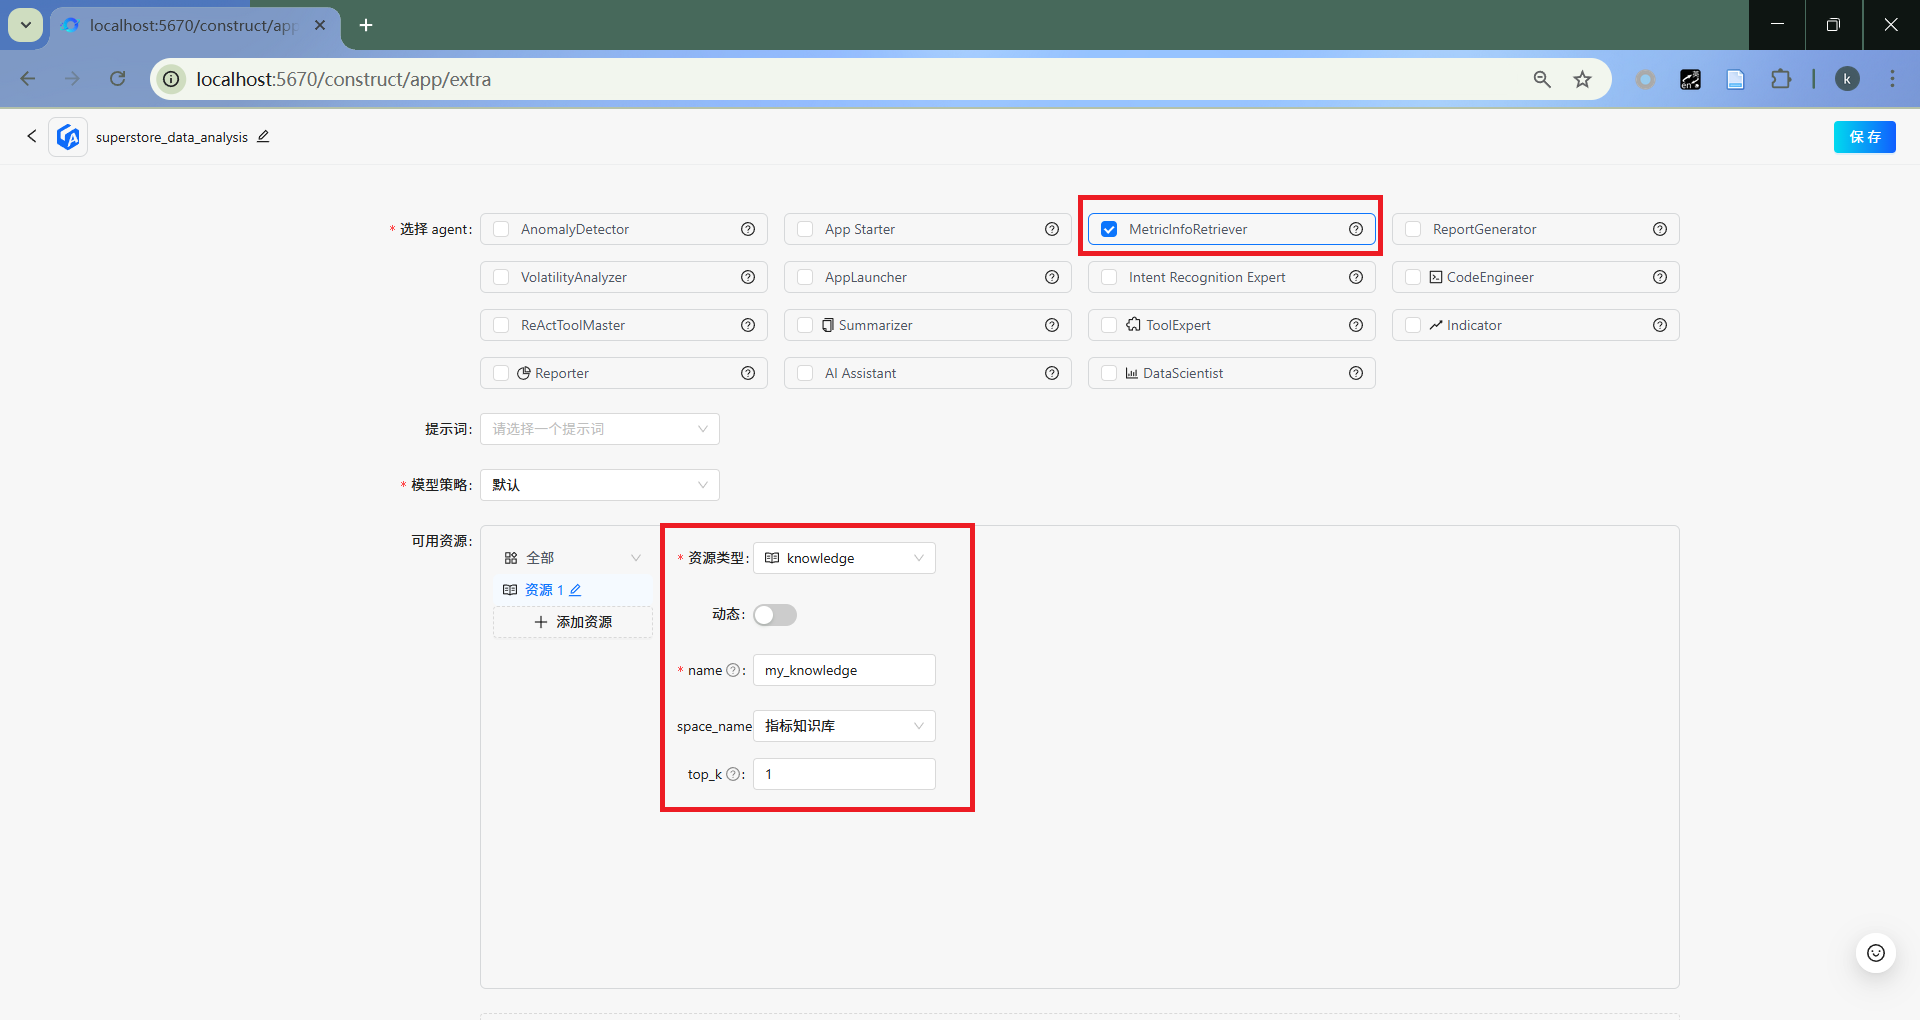 localhost:5670/construct/app
localhost:5670/construct/app/extra
k
superstore_data_analysis
保 存
* 选择 agent:
AnomalyDetector
App Starter
MetricInfoRetriever
ReportGenerator
VolatilityAnalyzer
AppLauncher
Intent Recognition Expert
CodeEngineer
ReActToolMaster
Summarizer
ToolExpert
Indicator
Reporter
AI Assistant
DataScientist
提示词:
请选择一个提示词
* 模型策略:
默认
可用资源:
全部
资源 1
+ 添加资源
* 资源类型:
knowledge
动态:
* name ? :
my_knowledge
space_name
指标知识库
top_k ? :
1